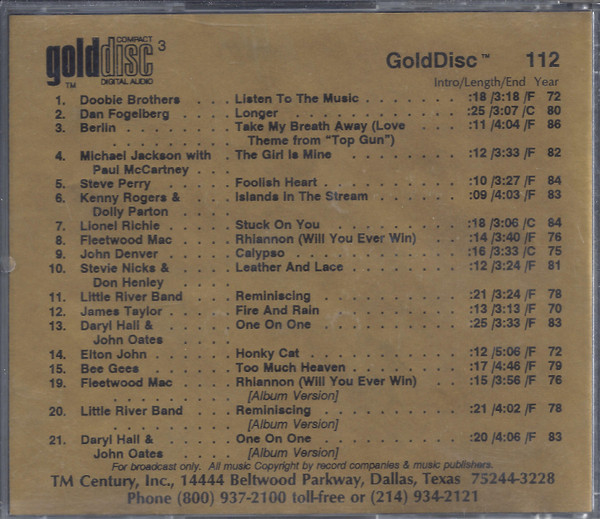 COMPACT
golddisc 3
TM DIGITAL AUDIO
GoldDisc™ 112
Intro/Length/End Year
1. Doobie Brothers . . . . Listen To The Music . . . . . . . . . :18 /3:18 /F 72
2. Dan Fogelberg . . . . Longer . . . . . . . . . :25 /3:07 /C 80
3. Berlin . . . . . . . Take My Breath Away (Love . . . :11 /4:04 /F 86
Theme from "Top Gun")
4. Michael Jackson with The Girl Is Mine . . . . . . . . . :12 /3:33 /F 82
Paul McCartney . . . .
5. Steve Perry . . . . . Foolish Heart . . . . . . . . . :10 /3:27 /F 84
6. Kenny Rogers & . . . Islands In The Stream . . . . . . :09 /4:03 /F 83
Dolly Parton . . . . .
7. Lionel Richie . . . . . Stuck On You . . . . . . . . . :18 /3:06 /C 84
8. Fleetwood Mac . . . . Rhiannon (Will You Ever Win) . . . :14 /3:40 /F 76
9. John Denver . . . . . Calypso . . . . . . . . . :16 /3:33 /C 75
10. Stevie Nicks & . . . . Leather And Lace . . . . . . . . :12 /3:24 /F 81
Don Henley . . . . .
11. Little River Band . . . . Reminiscing . . . . . . . . . :21 /3:24 /F 78
12. James Taylor . . . . . Fire And Rain . . . . . . . . . :13 /3:13 /F 70
13. Daryl Hall & . . . . . One On One . . . . . . . . . :25 /3:33 /F 83
John Oates . . . . .
14. Elton John . . . . . . Honky Cat . . . . . . . . . :12 /5:06 /F 72
15. Bee Gees . . . . . . Too Much Heaven . . . . . . . . :17 /4:46 /F 79
19. Fleetwood Mac . . . . Rhiannon (Will You Ever Win) . . . :15 /3:56 /F 76
[Album Version]
20. Little River Band . . . . Reminiscing . . . . . . . . . :21 /4:02 /F 78
[Album Version]
21. Daryl Hall & . . . . . One On One . . . . . . . . . :20 /4:06 /F 83
John Oates . . . . . [Album Version]
For broadcast only. All music Copyright by record companies & music publishers.
TM Century, Inc., 14444 Beltwood Parkway, Dallas, Texas 75244-3228
Phone (800) 937-2100 toll-free or (214) 934-2121